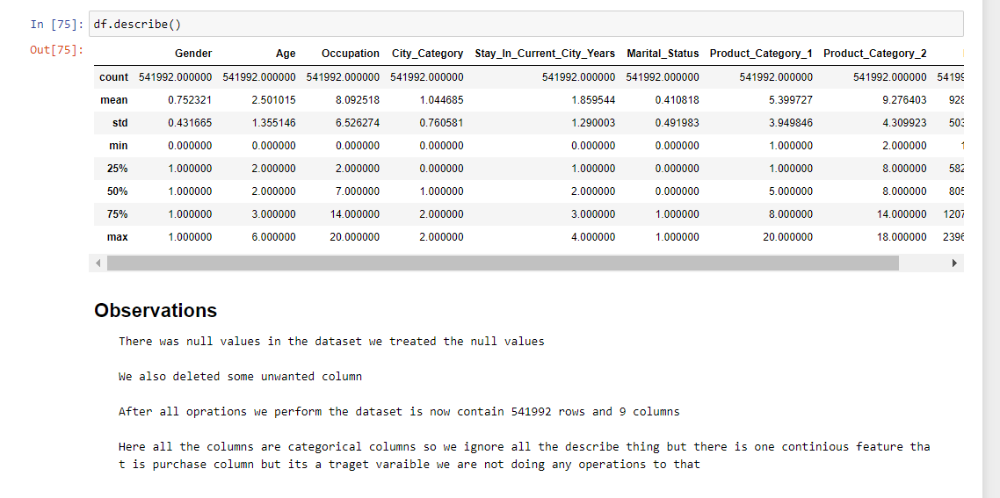 In [75]: df.describe()
Out[75]:
Gender Age Occupation City_Category Stay_In_Current_City_Years Marital_Status Product_Category_1 Product_Category_2
count 541992.000000 541992.000000 541992.000000 541992.000000 541992.000000 541992.000000 541992.000000 541992.000000 54199
mean 0.752321 2.501015 8.092518 1.044685 1.859544 0.410818 5.399727 9.276403 928
std 0.431665 1.355146 6.526274 0.760581 1.290003 0.491983 3.949846 4.309923 503
min 0.000000 0.000000 0.000000 0.000000 0.000000 0.000000 1.000000 2.000000 1
25% 1.000000 2.000000 2.000000 0.000000 1.000000 0.000000 1.000000 8.000000 582
50% 1.000000 2.000000 7.000000 1.000000 2.000000 0.000000 5.000000 8.000000 805
75% 1.000000 3.000000 14.000000 2.000000 3.000000 1.000000 8.000000 14.000000 1207
max 1.000000 6.000000 20.000000 2.000000 4.000000 1.000000 20.000000 18.000000 2396
Observations
There was null values in the dataset we treated the null values
We also deleted some unwanted column
After all oprations we perform the dataset is now contain 541992 rows and 9 columns
Here all the columns are categorical columns so we ignore all the describe thing but there is one continious feature tha
t is purchase column but its a traget varaible we are not doing any operations to that